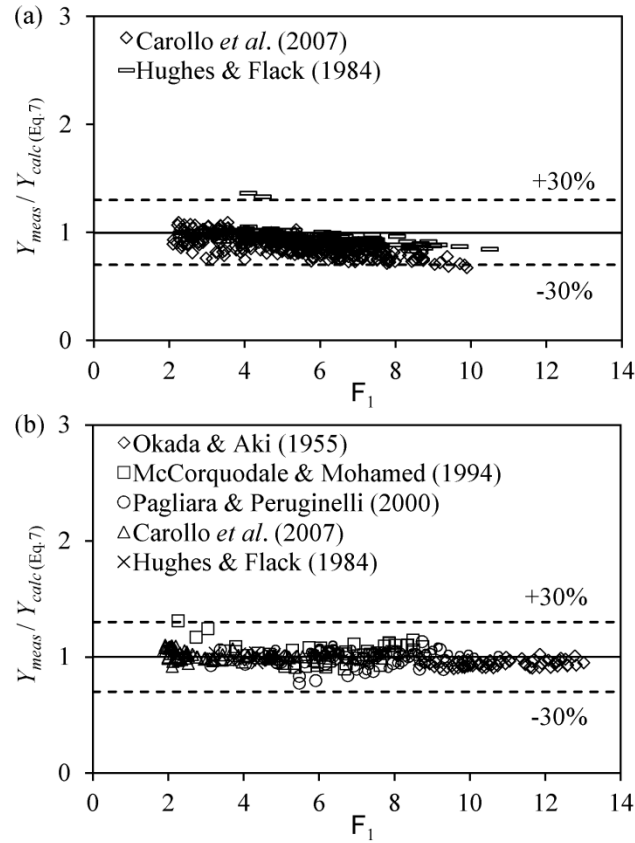 (a)
3
◇ Carollo et al. (2007)
Hughes & Flack (1984)
2
+30%
1
-30%
0
0 2 4 6 8 10 12 14
F1
Ymeas / Ycalc (Eq.7)
(b)
3
◇ Okada & Aki (1955)
□ McCorquodale & Mohamed (1994)
○ Pagliara & Peruginelli (2000)
△ Carollo et al. (2007)
× Hughes & Flack (1984)
2
+30%
1
-30%
0
0 2 4 6 8 10 12 14
F1
Ymeas / Ycalc (Eq.7)